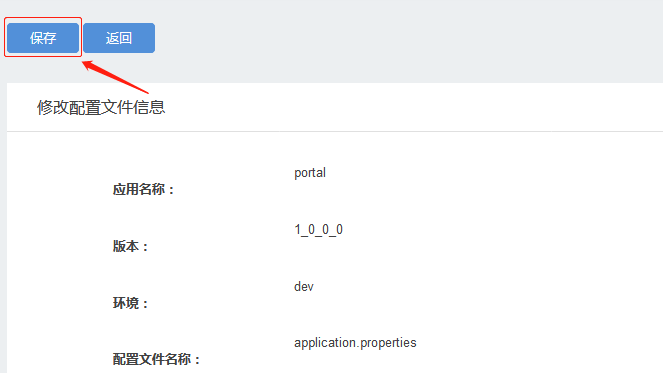 保存 返回
修改配置文件信息
portal
应用名称：
1_0_0_0
版本：
dev
环境：
application.properties
配置文件名称：